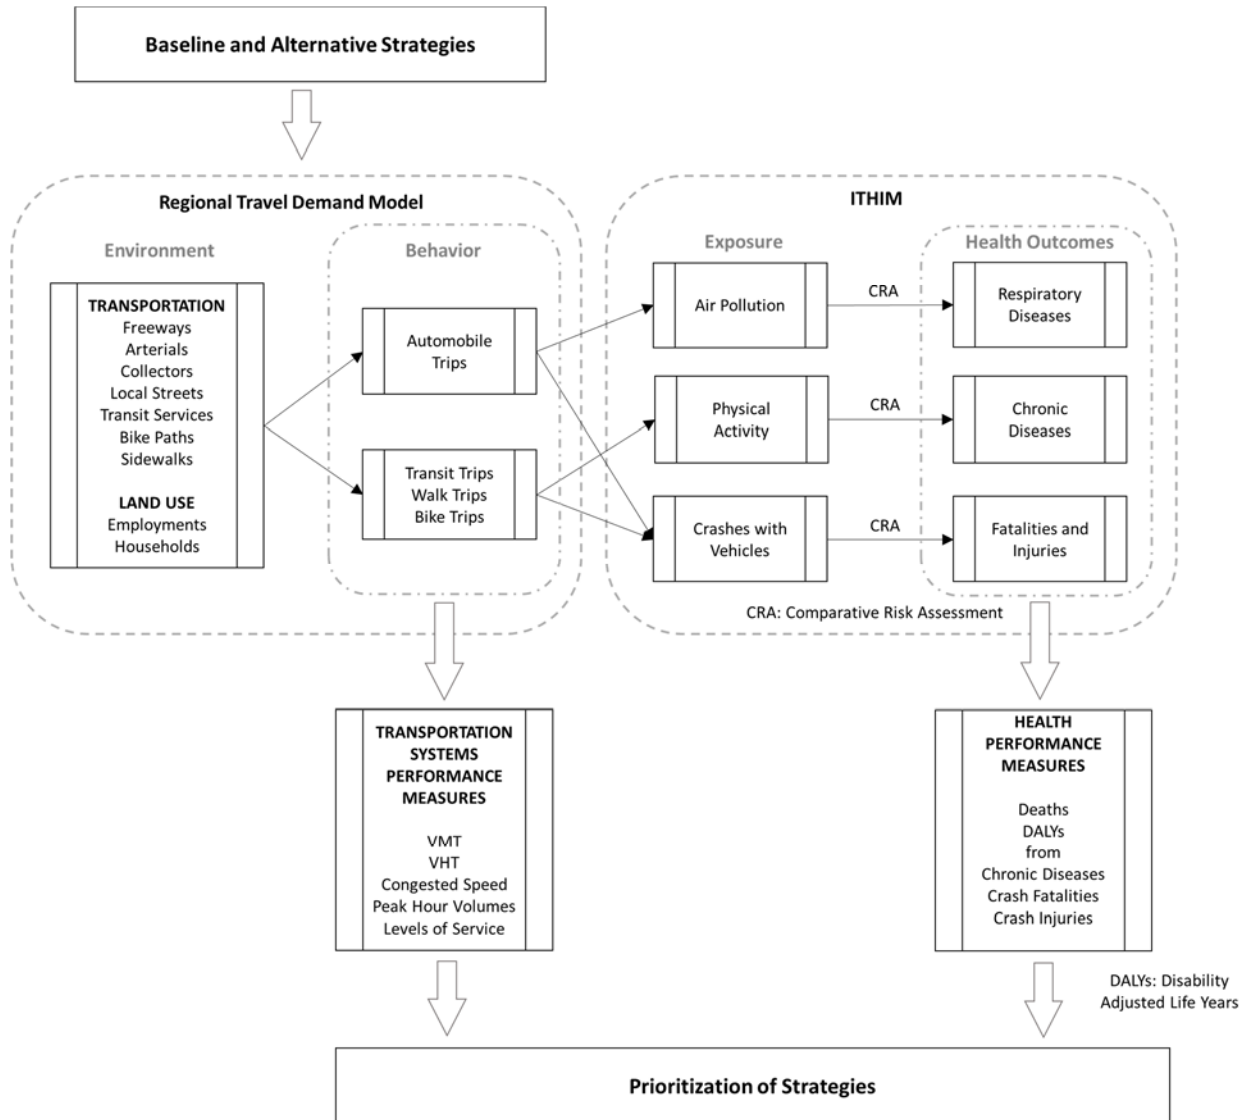 Baseline and Alternative Strategies
Regional Travel Demand Model
Environment
Behavior
TRANSPORTATION
Freeways
Arterials
Collectors
Local Streets
Transit Services
Bike Paths
Sidewalks
LAND USE
Employments
Households
Automobile
Trips
Transit Trips
Walk Trips
Bike Trips
ITHIM
Exposure
Health Outcomes
Air Pollution
CRA
Respiratory
Diseases
Physical
Activity
CRA
Chronic
Diseases
Crashes with
Vehicles
CRA
Fatalities and
Injuries
CRA: Comparative Risk Assessment
TRANSPORTATION
SYSTEMS
PERFORMANCE
MEASURES
VMT
VHT
Congested Speed
Peak Hour Volumes
Levels of Service
HEALTH
PERFORMANCE
MEASURES
Deaths
DALYs
from
Chronic Diseases
Crash Fatalities
Crash Injuries
DALYs: Disability
Adjusted Life Years
Prioritization of Strategies